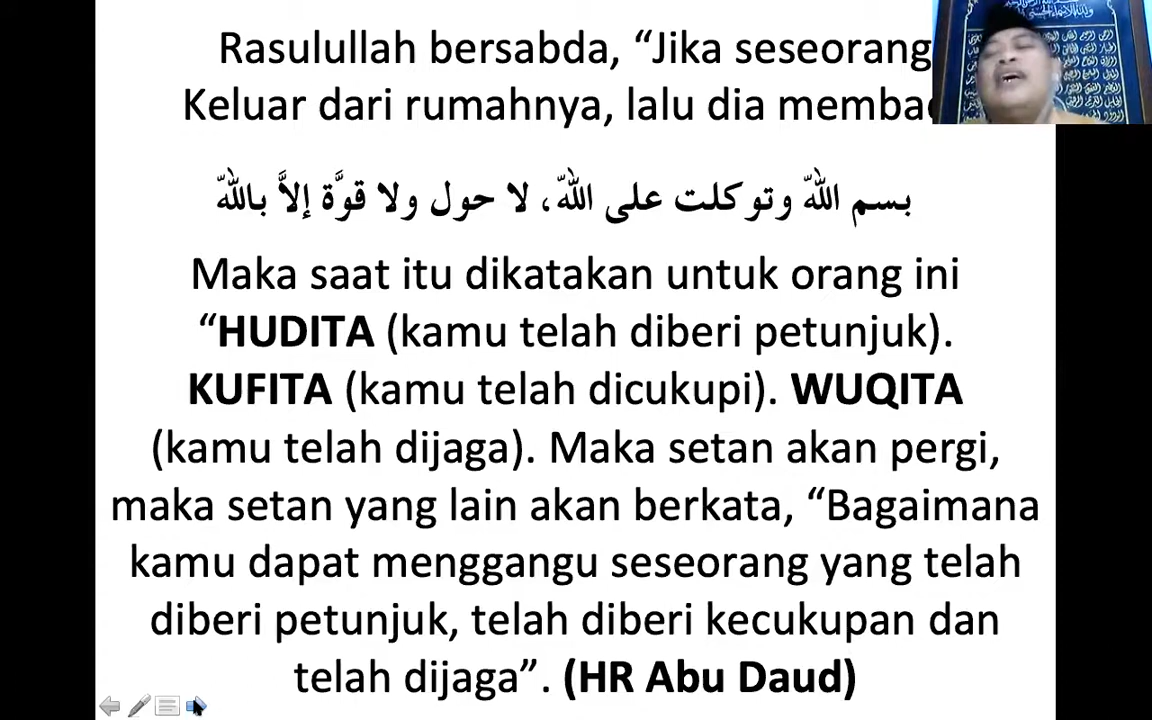 Rasulullah bersabda, “Jika seseorang
Keluar dari rumahnya, lalu dia membac
بسم اللهّ وتوكلت على اللهّ، لا حول ولا قوَّة إلاَّ باللهّ
Maka saat itu dikatakan untuk orang ini
“HUDITA (kamu telah diberi petunjuk).
KUFITA (kamu telah dicukupi). WUQITA
(kamu telah dijaga). Maka setan akan pergi,
maka setan yang lain akan berkata, “Bagaimana
kamu dapat menggangu seseorang yang telah
diberi petunjuk, telah diberi kecukupan dan
telah dijaga”. (HR Abu Daud)